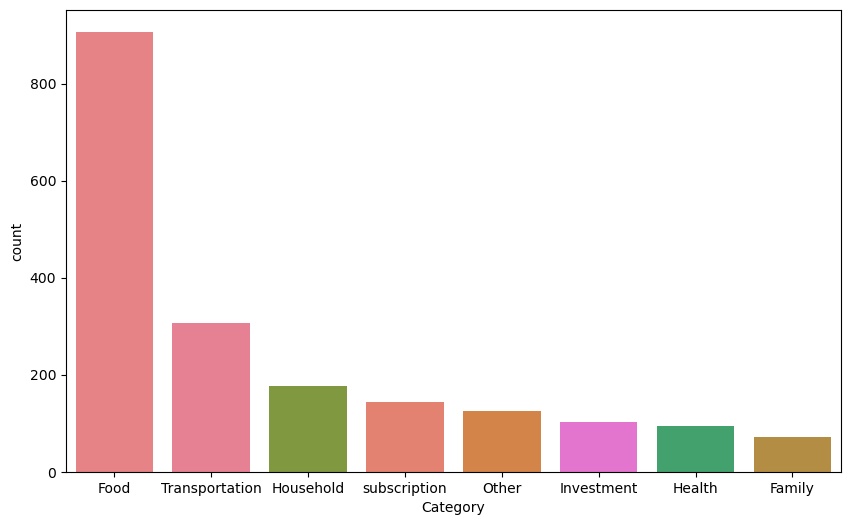 800
600
400
200
0
count
Food Transportation Household subscription Other Investment Health Family
Category